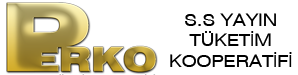 PERKO
S.S YAYIN
TÜKETİM
KOOPERATİFİ